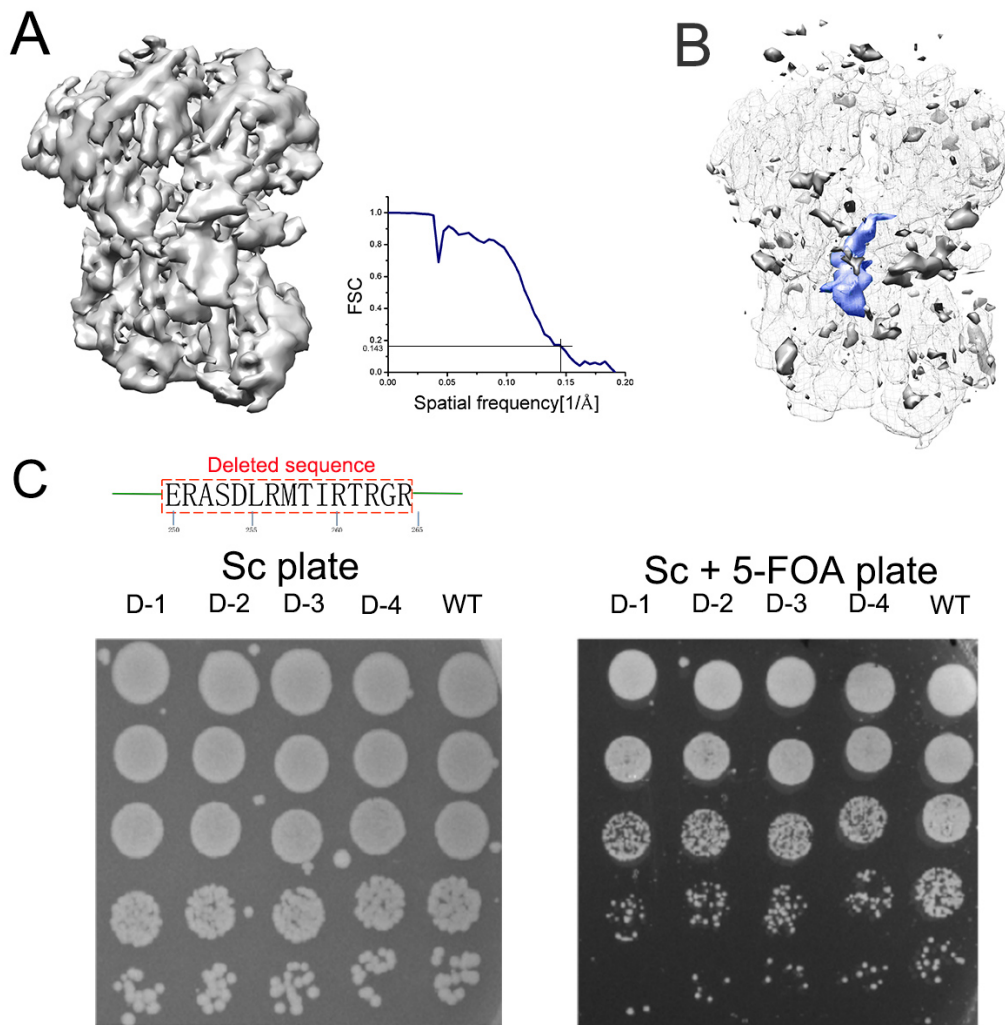 A
B
1.0
0.8
0.6
0.4
0.2
0.143
0.0
FSC
0.00 0.05 0.10 0.15 0.20
Spatial frequency[1/Å]
C
Deleted sequence
ERASDLRMTIRTRGR
250 255 260 265
Sc plate
D-1 D-2 D-3 D-4 WT
Sc + 5-FOA plate
D-1 D-2 D-3 D-4 WT